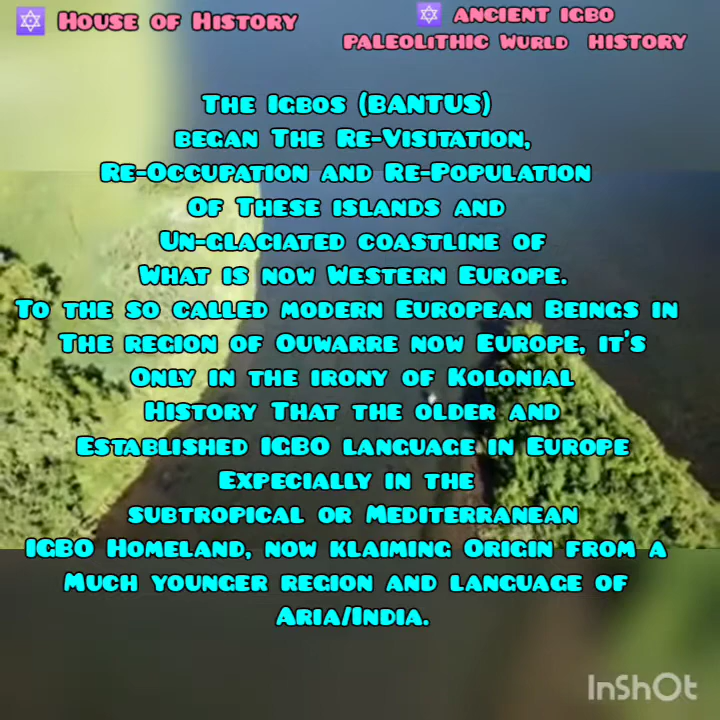 🔯 House of History
🔯 Ancient Igbo
Paleolithic Wurld History
The Igbos (BANTUS)
began The Re-Visitation,
Re-Occupation and Re-Population
Of These islands and
Un-glaciated coastline of
What is now Western Europe.
To the so called modern European Beings in
The region of Ouwarre now Europe, it's
Only in the irony of Kolonial
History That the older and
Established IGBO language in Europe
Expecially in the
subtropical or Mediterranean
IGBO Homeland, now klaiming Origin from a
Much younger region and language of
Aria/India.
InShOt